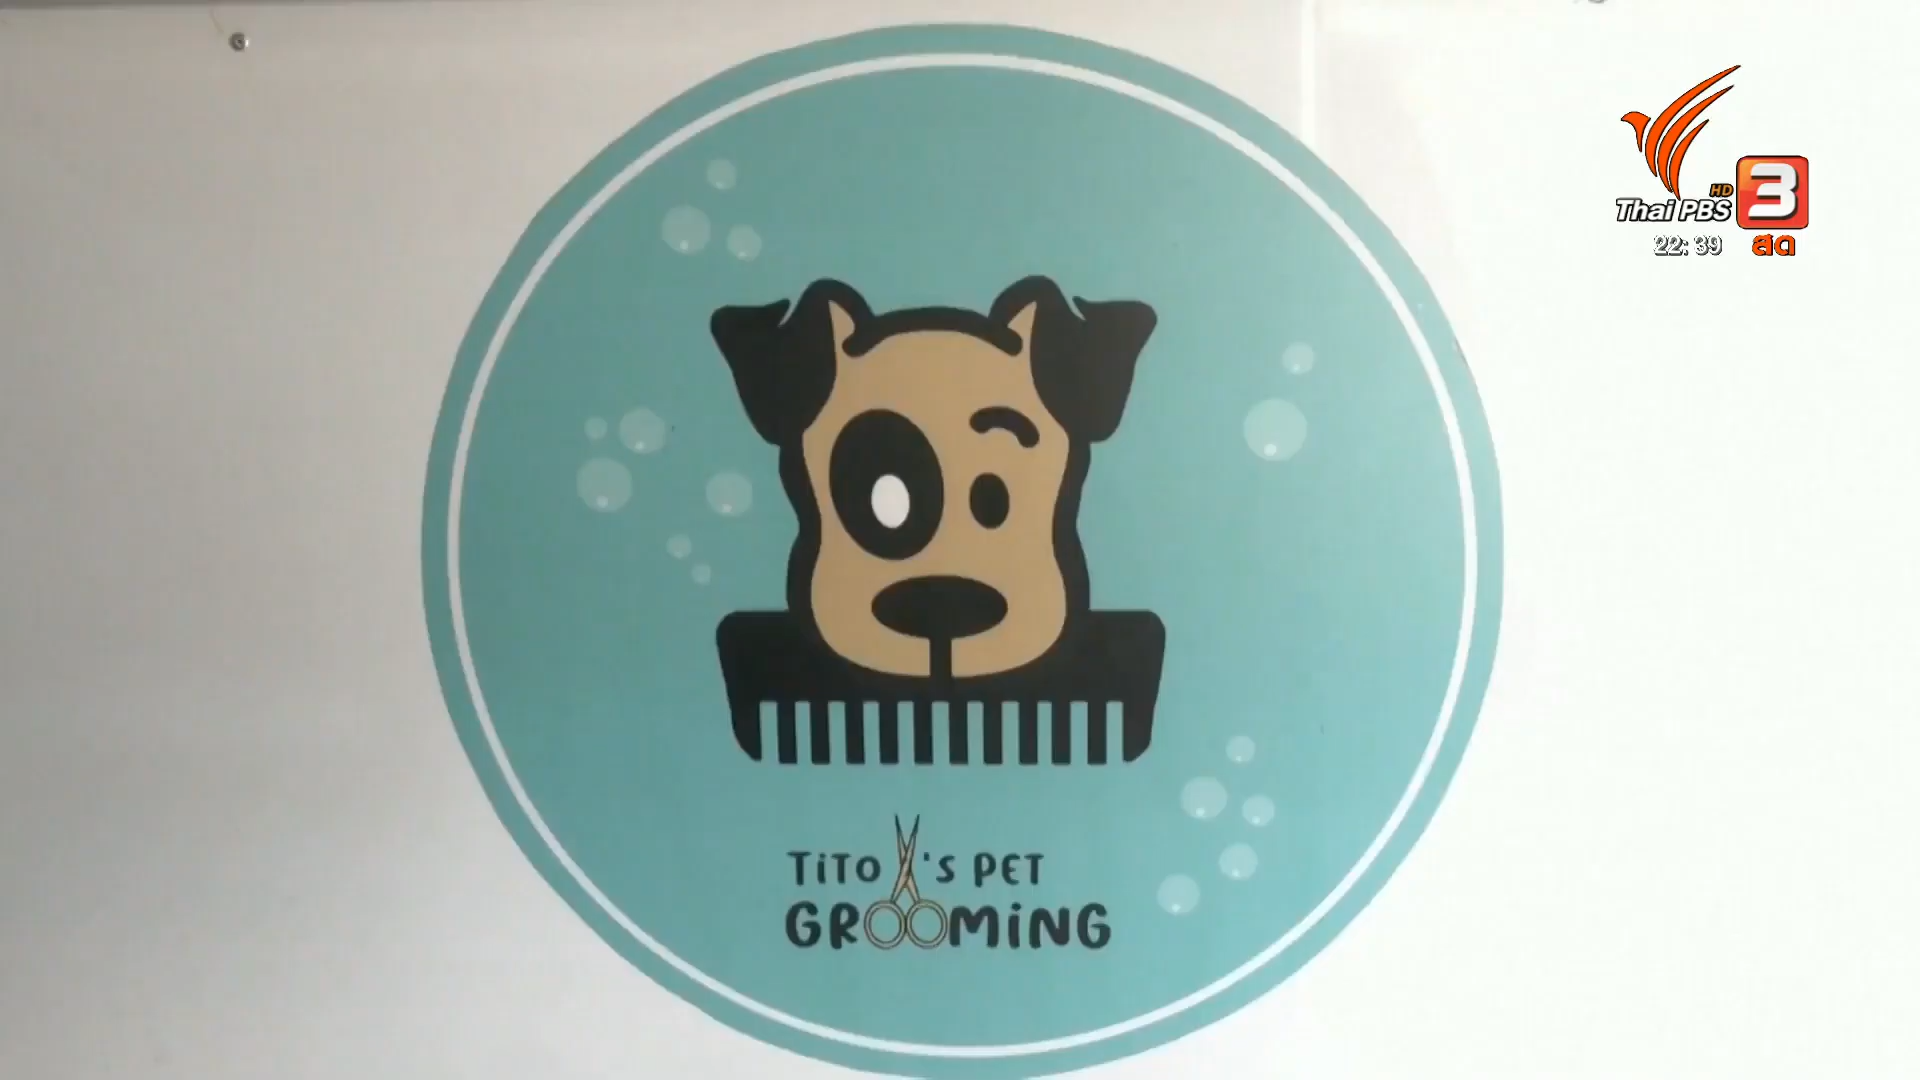 TiTO 'S PET
GROOMiNG
HD
Thai PBS 3
22: 39 สด